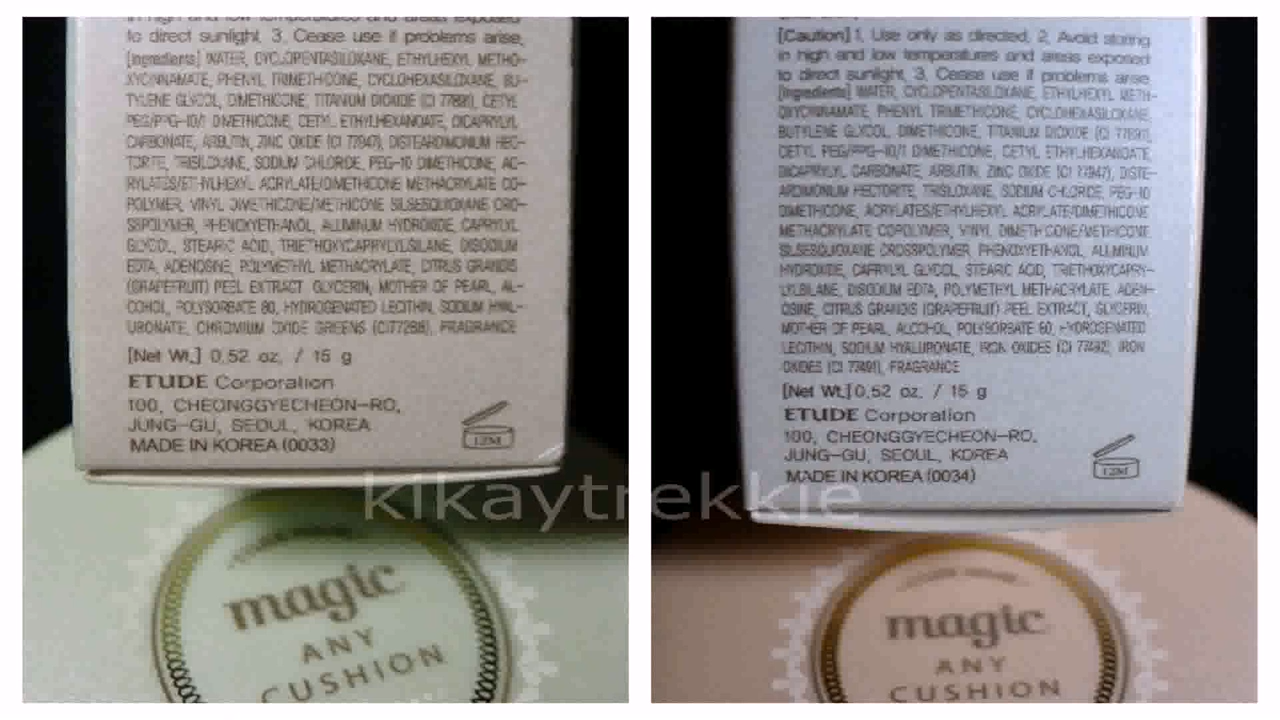 in high and low temperatures and areas exposed
to direct sunlight. 3. Cease use if problems arise.
[Ingredients] WATER, CYCLOPENTASILOXANE, ETHYLHEXYL METHO-
XYCINNAMATE, PHENYL TRIMETHICONE, CYCLOHEXASILOXANE, BU-
TYLENE GLYCOL, DIMETHICONE, TITANIUM DIOXIDE (CI 77891), CETYL
PEG/PPG-10/1 DIMETHICONE, CETYL ETHYLHEXANOATE, DICAPRYLYL
CARBONATE, ARBUTIN, ZINC OXIDE (CI 77947), DISTEARDIMONIUM HEC-
TORITE, TRISILOXANE, SODIUM CHLORIDE, PEG-10 DIMETHICONE, AC-
RYLATES/ETHYLHEXYL ACRYLATE/DIMETHICONE METHACRYLATE CO-
POLYMER, VINYL DIMETHICONE/METHICONE SILSESQUIOXANE CRO-
SSPOLYMER, PHENOXYETHANOL, ALUMINUM HYDROXIDE, CAPRYLYL
GLYCOL, STEARIC ACID, TRIETHOXYCAPRYLYLSILANE, DISODIUM
EDTA, ADENOSINE, POLYMETHYL METHACRYLATE, CITRUS GRANDIS
(GRAPEFRUIT) PEEL EXTRACT, GLYCERIN, MOTHER OF PEARL, AL-
COHOL, POLYSORBATE 80, HYDROGENATED LECITHIN, SODIUM HYAL-
URONATE, CHROMIUM OXIDE GREENS (CI77288), FRAGRANCE
[Net Wt.] 0.52 oz. / 15 g
ETUDE Corporation
100, CHEONGGYECHEON-RO,
JUNG-GU, SEOUL, KOREA
MADE IN KOREA (0033)
12M
magic
ANY
CUSHION
[Caution] 1. Use only as directed. 2. Avoid storing
in high and low temperatures and areas exposed
to direct sunlight. 3. Cease use if problems arise.
[Ingredients] WATER, CYCLOPENTASILOXANE, ETHYLHEXYL METH-
OXYCINNAMATE, PHENYL TRIMETHICONE, CYCLOHEXASILOXANE,
BUTYLENE GLYCOL, DIMETHICONE, TITANIUM DIOXIDE (CI 77891),
CETYL PEG/PPG-10/1 DIMETHICONE, CETYL ETHYLHEXANOATE,
DICAPRYLYL CARBONATE, ARBUTIN, ZINC OXIDE (CI 77947), DISTE-
ARDIMONIUM HECTORITE, TRISILOXANE, SODIUM CHLORIDE, PEG-10
DIMETHICONE, ACRYLATES/ETHYLHEXYL ACRYLATE/DIMETHICONE
METHACRYLATE COPOLYMER, VINYL DIMETHICONE/METHICONE
SILSESQUIOXANE CROSSPOLYMER, PHENOXYETHANOL, ALUMINUM
HYDROXIDE, CAPRYLYL GLYCOL, STEARIC ACID, TRIETHOXYCAPRY-
LYLSILANE, DISODIUM EDTA, POLYMETHYL METHACRYLATE, ADEN-
OSINE, CITRUS GRANDIS (GRAPEFRUIT) PEEL EXTRACT, GLYCERIN,
MOTHER OF PEARL, ALCOHOL, POLYSORBATE 80, HYDROGENATED
LECITHIN, SODIUM HYALURONATE, IRON OXIDES (CI 77492), IRON
OXIDES (CI 77491), FRAGRANCE
[Net Wt.] 0.52 oz. / 15 g
ETUDE Corporation
100, CHEONGGYECHEON-RO,
JUNG-GU, SEOUL, KOREA
MADE IN KOREA (0034)
12M
magic
ANY
CUSHION
kikaytrekkie